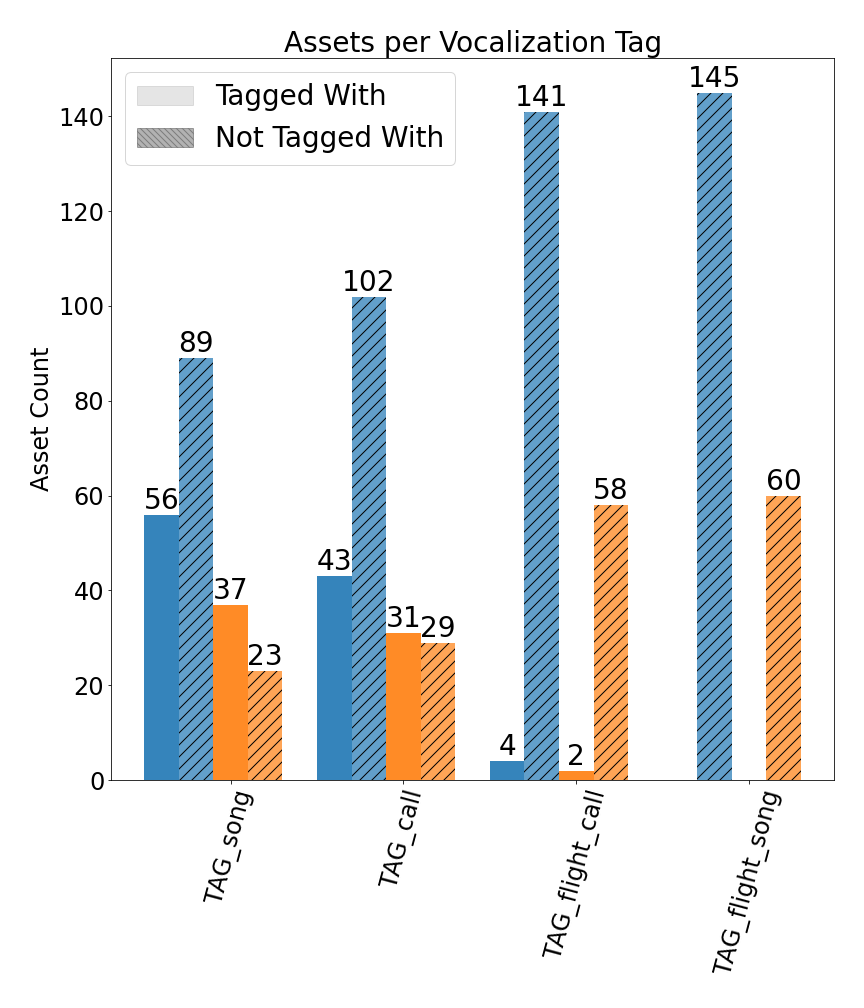 Assets per Vocalization Tag
Tagged With
Not Tagged With
Asset Count
140
120
100
80
60
40
20
0
56
89
37
23
43
102
31
29
4
141
2
58
145
60
TAG_song
TAG_call
TAG_flight_call
TAG_flight_song